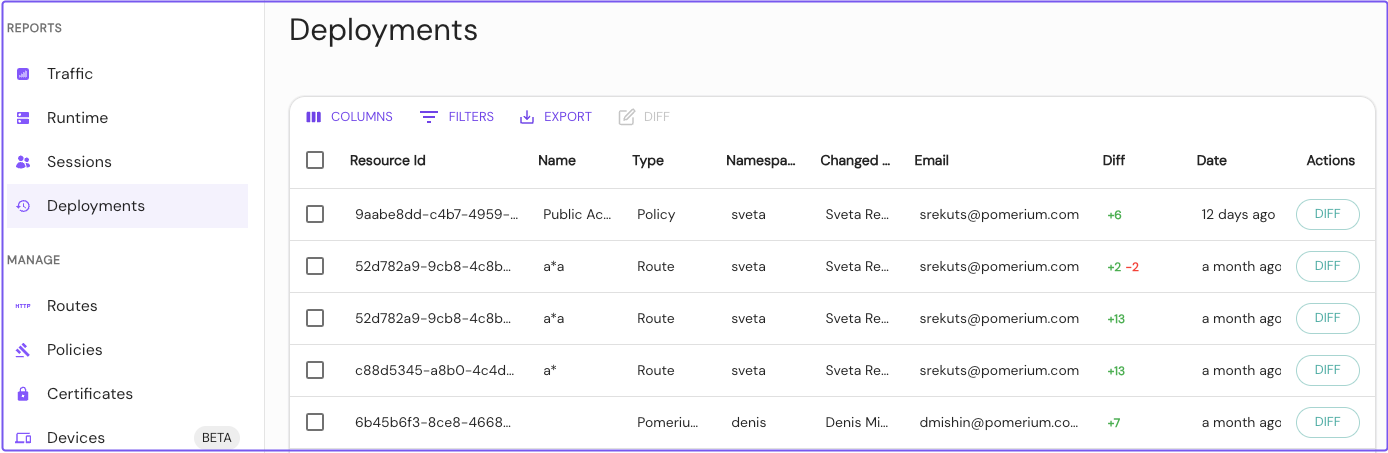 REPORTS
Traffic
Runtime
Sessions
Deployments
MANAGE
HTTP Routes
Policies
Certificates
Devices BETA
Deployments
COLUMNS FILTERS EXPORT DIFF
Resource Id Name Type Namespa... Changed ... Email Diff Date Actions
9aabe8dd-c4b7-4959-... Public Ac... Policy sveta Sveta Re... srekuts@pomerium.com +6 12 days ago DIFF
52d782a9-9cb8-4c8b... a*a Route sveta Sveta Re... srekuts@pomerium.com +2 -2 a month ago DIFF
52d782a9-9cb8-4c8b... a*a Route sveta Sveta Re... srekuts@pomerium.com +13 a month ago DIFF
c88d5345-a8b0-4c4d... a* Route sveta Sveta Re... srekuts@pomerium.com +13 a month ago DIFF
6b45b6f3-8ce8-4668... Pomeriu... denis Denis Mi... dmishin@pomerium.co... +7 a month ago DIFF